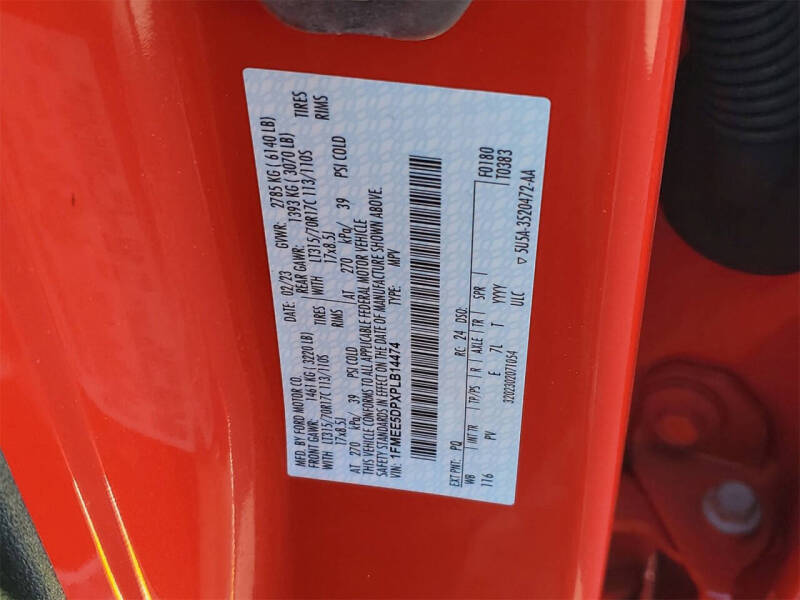 MFD. BY FORD MOTOR CO.
DATE: 02/23 GVWR: 2785 KG ( 6140 LB)
FRONT GAWR: 1461 KG ( 3220 LB) REAR GAWR: 1393 KG ( 3070 LB)
WITH LT315/70R17C 113/110S TIRES WITH LT315/70R17C 113/110S TIRES
17x8.5J RIMS 17x8.5J RIMS
AT 270 kPa/ 39 PSI COLD AT 270 kPa/ 39 PSI COLD
THIS VEHICLE CONFORMS TO ALL APPLICABLE FEDERAL MOTOR VEHICLE
SAFETY STANDARDS IN EFFECT ON THE DATE OF MANUFACTURE SHOWN ABOVE.
VIN: 1FMEE5DPXPLB14474 TYPE: MPV
F0180
T0383
EXT PNT: PQ RC: 24 DSO:
WB INT TR TP/PS R AXLE TR SPR
116 PV E 7L T YYYY
3202302071054 ULC ▽ 5U5A-3520472-AA